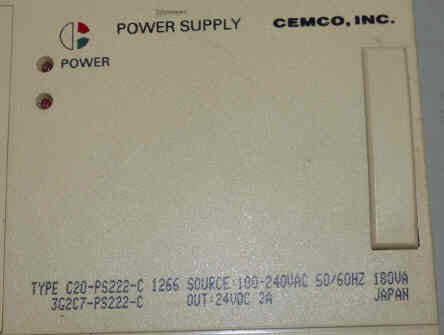 POWER SUPPLY CEMCO, INC.
POWER
TYPE C20-PS222-C 1266 SOURCE:100-240VAC 50/60HZ 180VA
3G2C7-PS222-C OUT:24VDC 2A JAPAN